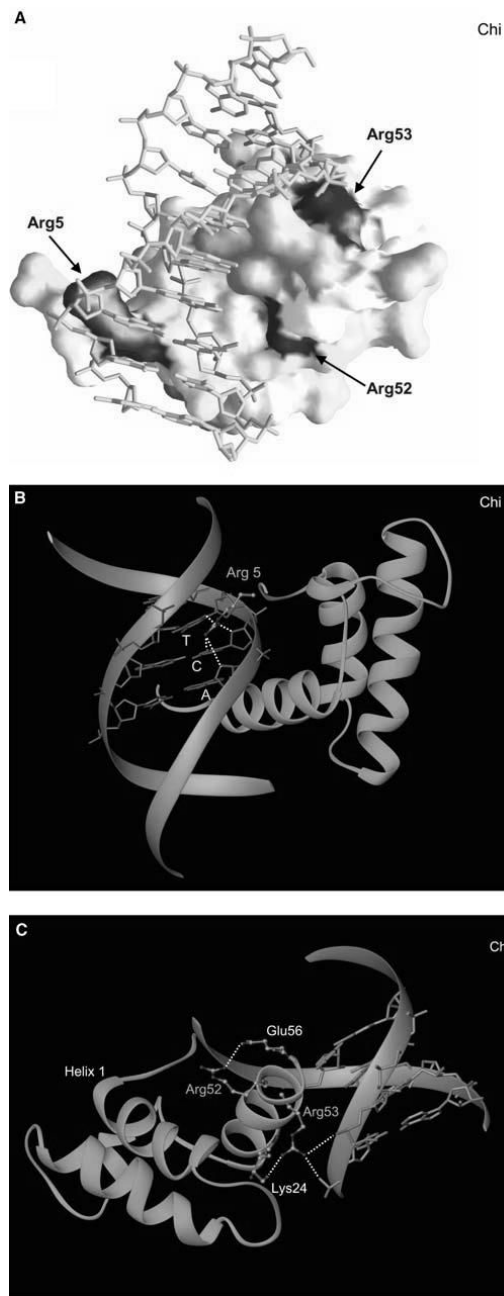 A
Chi
Arg53
Arg5
Arg52
B
Chi
Arg 5
T
C
A
C
Ch
Glu56
Helix 1
Arg52
Arg53
Lys24